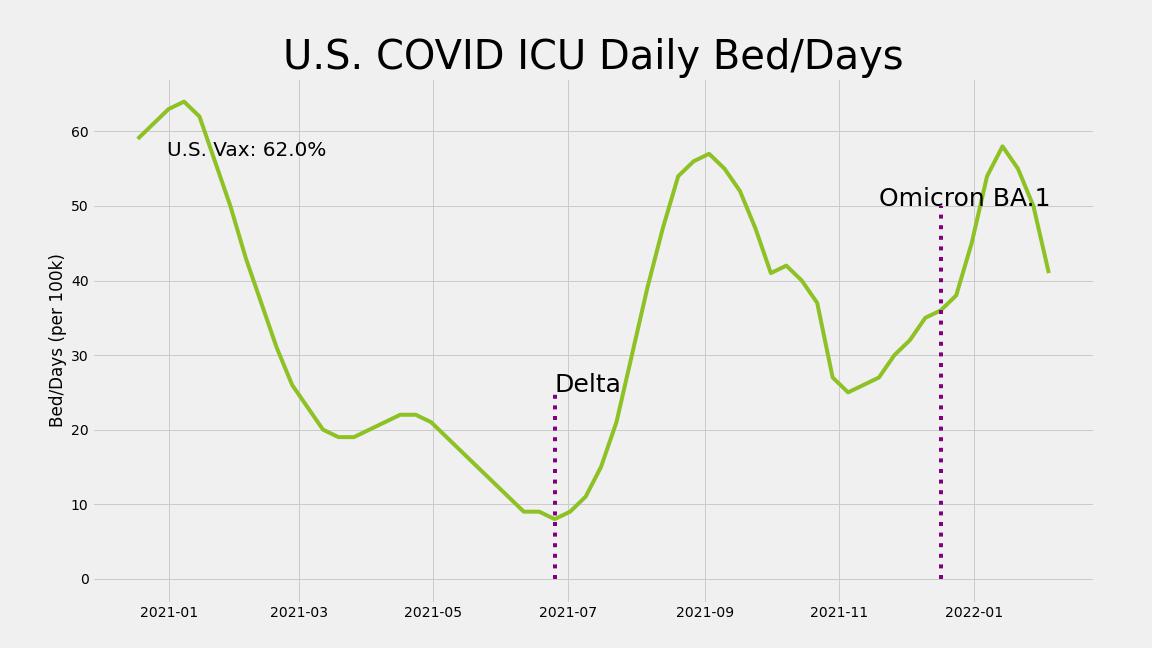 U.S. COVID ICU Daily Bed/Days
60
U.S. Vax: 62.0%
50
Omicron BA.1
40
Bed/Days (per 100k)
30
Delta
20
10
0
2021-01 2021-03 2021-05 2021-07 2021-09 2021-11 2022-01